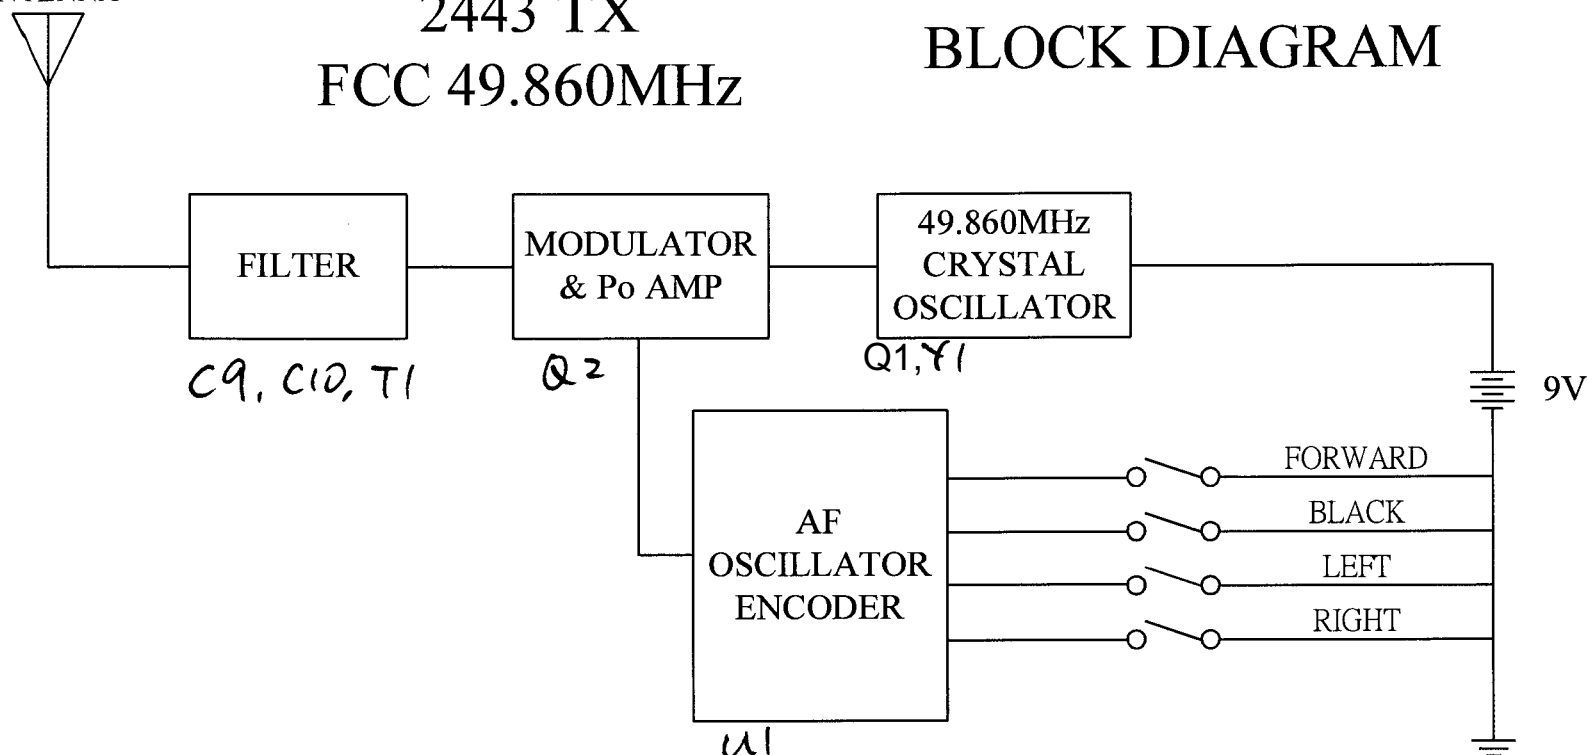 2443 TX
FCC 49.860MHz
BLOCK DIAGRAM
FILTER
MODULATOR
& Po AMP
49.860MHz
CRYSTAL
OSCILLATOR
C9, C10, T1
Q2
Q1, Y1
9V
AF
OSCILLATOR
ENCODER
FORWARD
BLACK
LEFT
RIGHT
U1